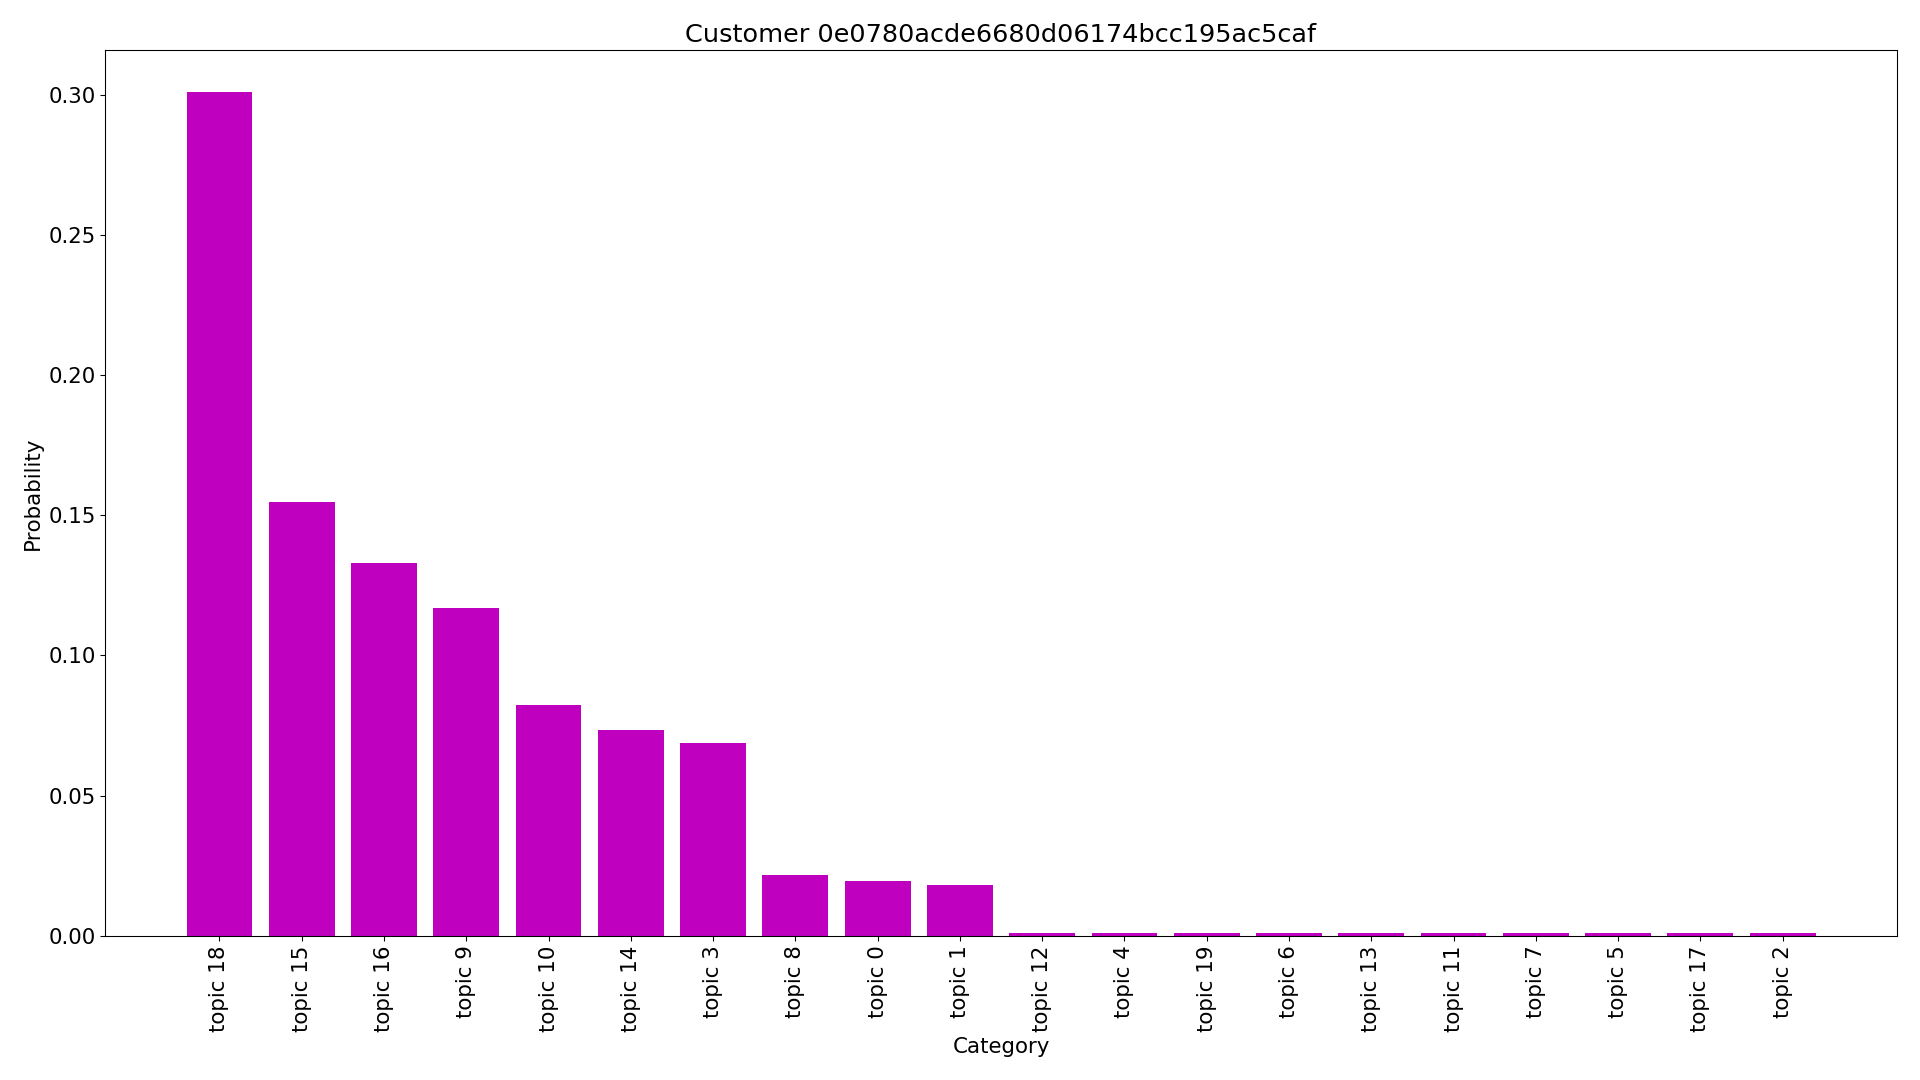 Customer 0e0780acde6680d06174bcc195ac5caf
0.30
0.25
0.20
0.15
0.10
0.05
0.00
Probability
topic 18
topic 15
topic 16
topic 9
topic 10
topic 14
topic 3
topic 8
topic 0
topic 1
topic 12
topic 4
topic 19
topic 6
topic 13
topic 11
topic 7
topic 5
topic 17
topic 2
Category